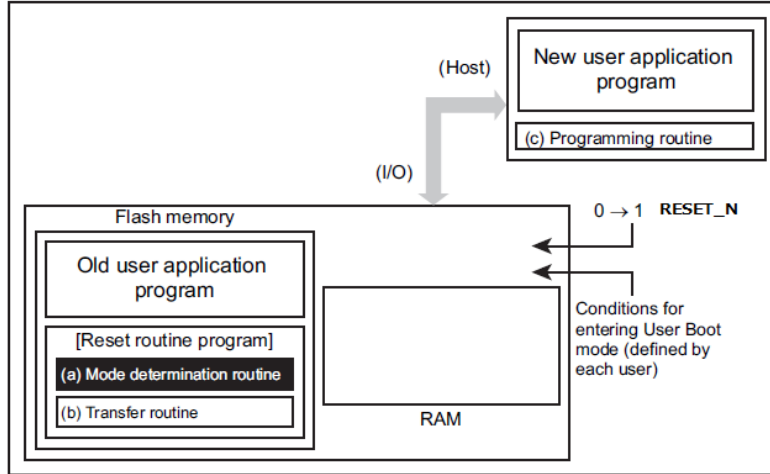 New user application
program
(c) Programming routine
(Host)
(I/O)
Flash memory
Old user application
program
[Reset routine program]
(a) Mode determination routine
(b) Transfer routine
RAM
0 → 1 RESET_N
Conditions for
entering User Boot
mode (defined by
each user)